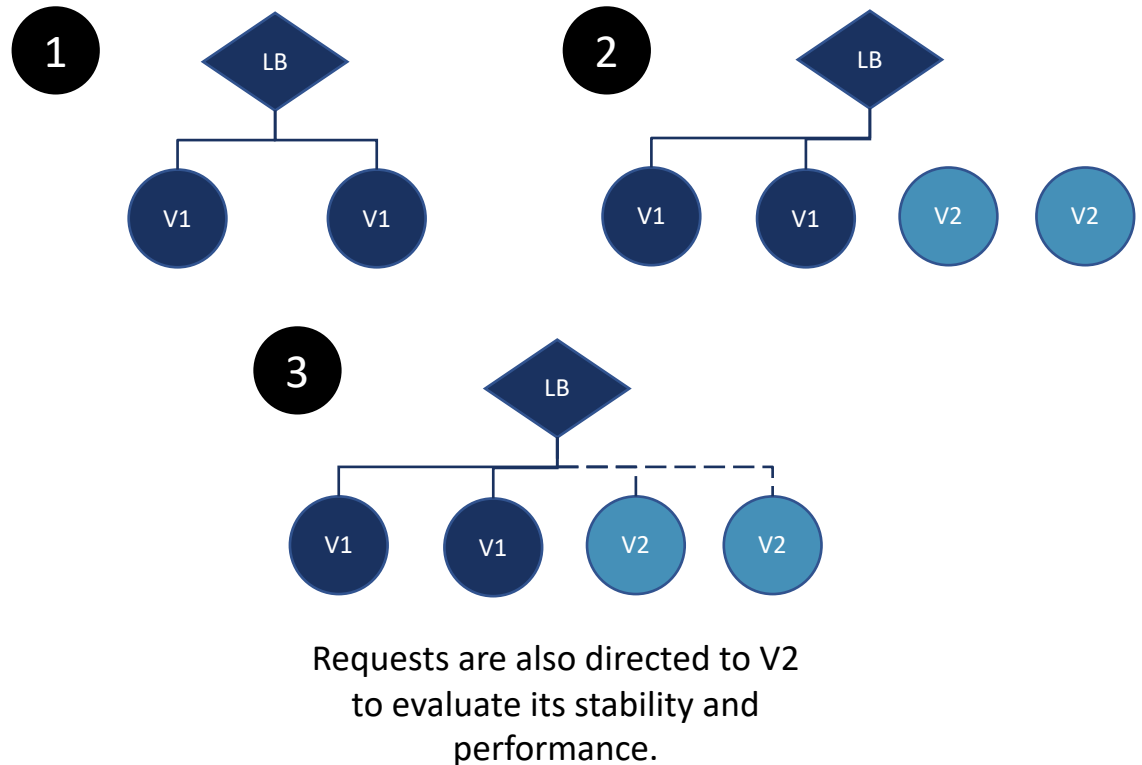 1
LB
V1 V1
2
LB
V1 V1 V2 V2
3
LB
V1 V1 V2 V2
Requests are also directed to V2
to evaluate its stability and
performance.